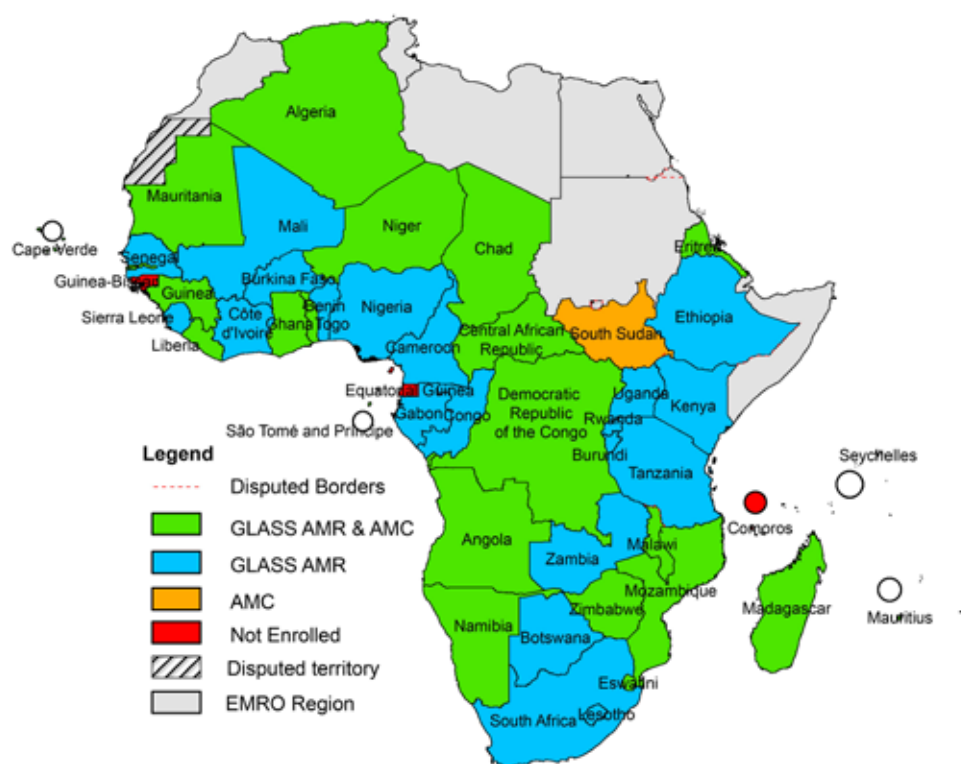 Algeria
Mauritania
Mali
Niger
Chad
Eritrea
Cape Verde
Senegal
Guinea-Bissau
Burkina Faso
Guinea
Benin
Nigeria
Ethiopia
Sierra Leone
Côte
d'Ivoire
Ghana
Togo
South Sudan
Central African
Republic
Liberia
Cameroon
Equatorial Guinea
Democratic
Republic
of the Congo
Uganda
Kenya
Gabon
Congo
Rwanda
São Tomé and Príncipe
Burundi
Seychelles
Tanzania
Compros
Angola
Malawi
Zambia
Mozambique
Zimbabwe
Madagascar
Mauritius
Namibia
Botswana
Eswatini
South Africa
Lesotho
Legend
Disputed Borders
GLASS AMR & AMC
GLASS AMR
AMC
Not Enrolled
Disputed territory
EMRO Region